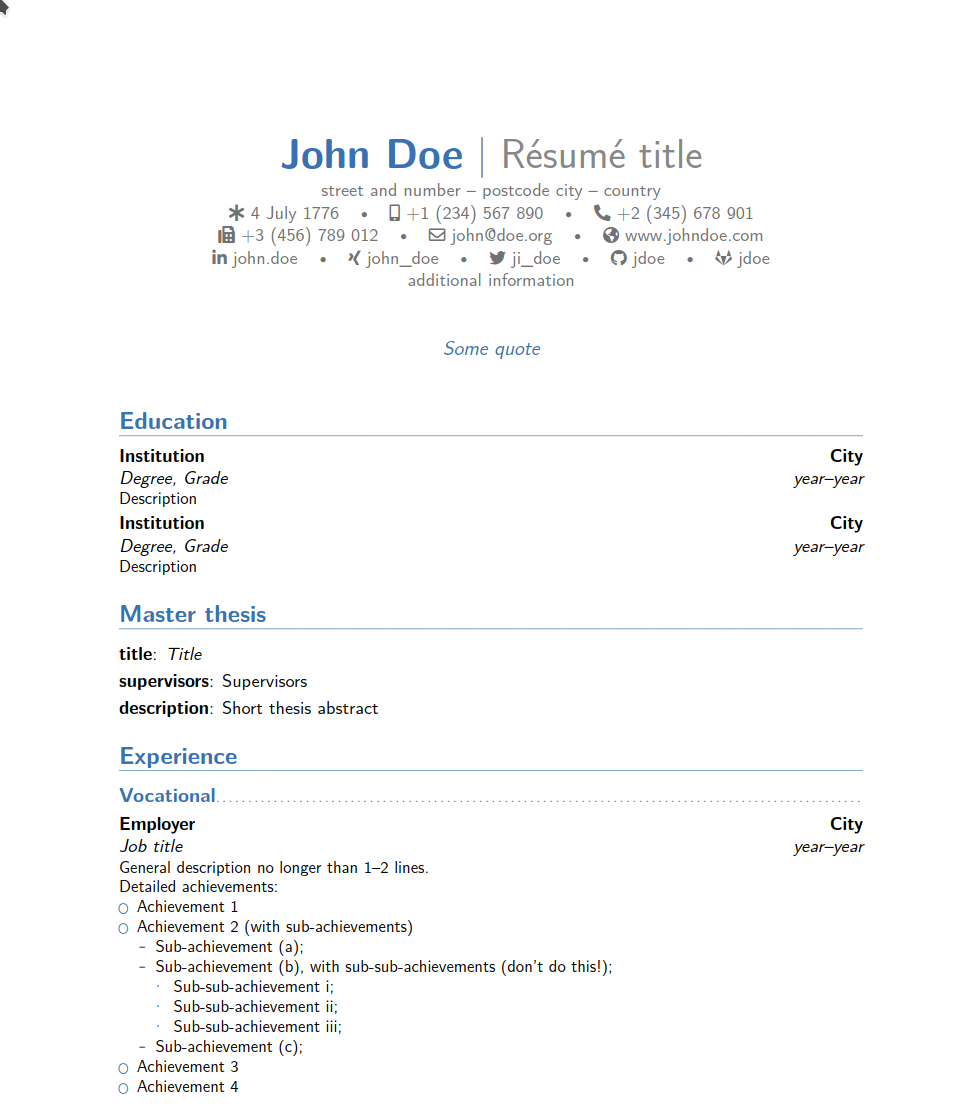 John Doe | Résumé title
street and number – postcode city – country
4 July 1776 • +1 (234) 567 890 • +2 (345) 678 901
+3 (456) 789 012 • john@doe.org • www.johndoe.com
in john.doe • john_doe • ji_doe • jdoe • jdoe
additional information
Some quote
Education
Institution City
Degree, Grade year–year
Description
Institution City
Degree, Grade year–year
Description
Master thesis
title: Title
supervisors: Supervisors
description: Short thesis abstract
Experience
Vocational
Employer City
Job title year–year
General description no longer than 1–2 lines.
Detailed achievements:
○ Achievement 1
○ Achievement 2 (with sub-achievements)
- Sub-achievement (a);
- Sub-achievement (b), with sub-sub-achievements (don't do this!);
· Sub-sub-achievement i;
· Sub-sub-achievement ii;
· Sub-sub-achievement iii;
- Sub-achievement (c);
○ Achievement 3
○ Achievement 4